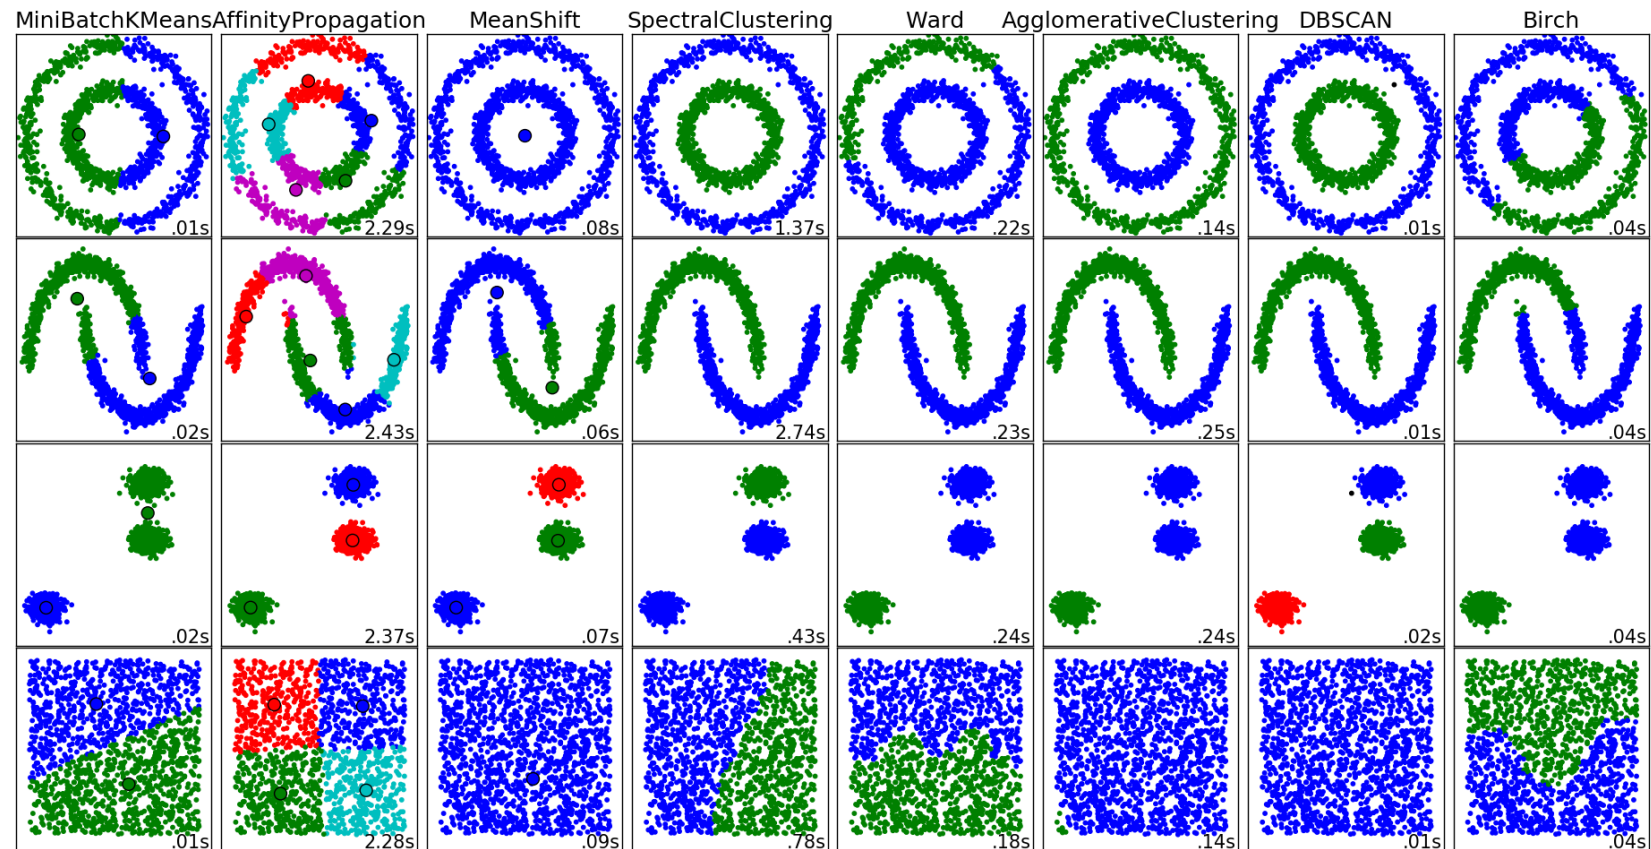 MiniBatchKMeans AffinityPropagation MeanShift SpectralClustering Ward AgglomerativeClustering DBSCAN Birch
.01s 2.29s .08s 1.37s .22s .14s .01s .04s
.02s 2.43s .06s 2.74s .23s .25s .01s .04s
.02s 2.37s .07s .43s .24s .24s .02s .04s
.01s 2.28s .09s .78s .18s .14s .01s .04s